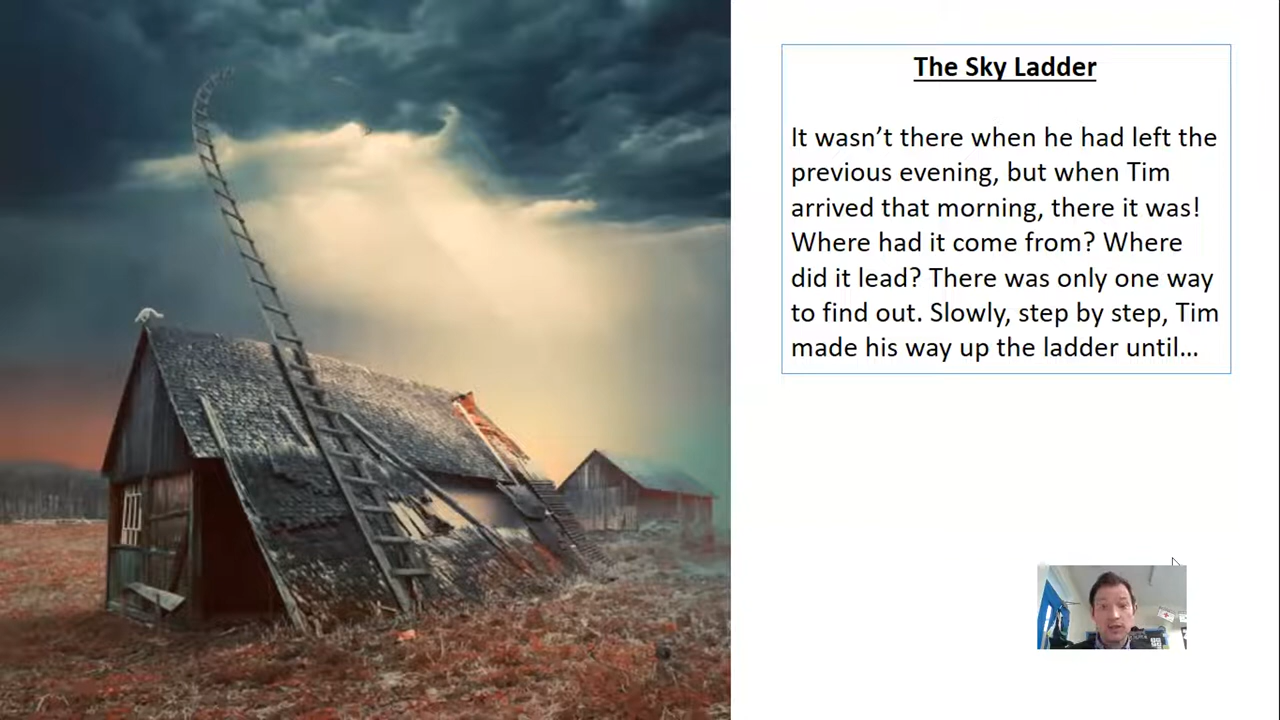 The Sky Ladder
It wasn’t there when he had left the
previous evening, but when Tim
arrived that morning, there it was!
Where had it come from? Where
did it lead? There was only one way
to find out. Slowly, step by step, Tim
made his way up the ladder until...